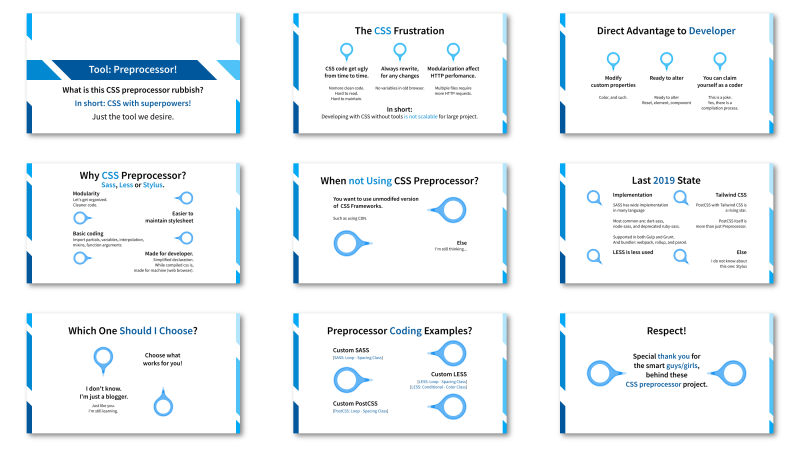 Tool: Preprocessor!
What is this CSS preprocessor rubbish?
In short: CSS with superpowers!
Just the tool we desire.
The CSS Frustration
CSS code get ugly
from time to time.
Nomore clean code.
Hard to read.
Hard to maintain.
Always rewrite,
for any changes
No variables in old browser.
Modularization affect
HTTP perfomance.
Multiple files require
more HTTP requests.
In short:
Developing with CSS without tools is not scalable for large project.
Direct Advantage to Developer
Modify
custom properties
Color, and such.
Ready to alter
Ready to alter
Reset, element, component
You can claim
yourself as a coder
This is a joke.
Yes, there is a
compilation process.
Why CSS Preprocessor?
Sass, Less or Stylus.
Modularity
Let's get organized.
Cleaner code.
Easier to
maintain stylesheet
Basic coding
Import partials, variables, interpolation,
mixins, function arguments
Made for developer.
Simplified declaration.
While compiled css is,
made for machine (web browser).
When not Using CSS Preprocessor?
You want to use unmodifed version
of CSS Frameworks.
Such as using CDN.
Else
I'm still thinking...
Last 2019 State
Implementation
SASS has wide implementation
in many language
Most common are: dart-sass,
node-sass, and deprecated ruby-sass.
Supported in both Gulp and Grunt.
And bundler: webpack, rollup, and parcel.
LESS is less used
Tailwind CSS
PostCSS with Tailwind CSS is
a rising star.
PostCSS itself is
more than just Preprocessor.
Else
I do not know about
this one: Stylus
Which One Should I Choose?
Choose what
works for you!
I don't know.
I'm just a blogger.
Just like you.
I'm still learning.
Preprocessor Coding Examples?
Custom SASS
[SASS: Loop - Spacing Class]
Custom LESS
[LESS: Loop - Spacing Class]
[LESS: Conditional - Color Class]
Custom PostCSS
[PostCSS: Loop - Spacing Class]
Respect!
Special thank you for
the smart guys/girls,
behind these
CSS preprocessor project.